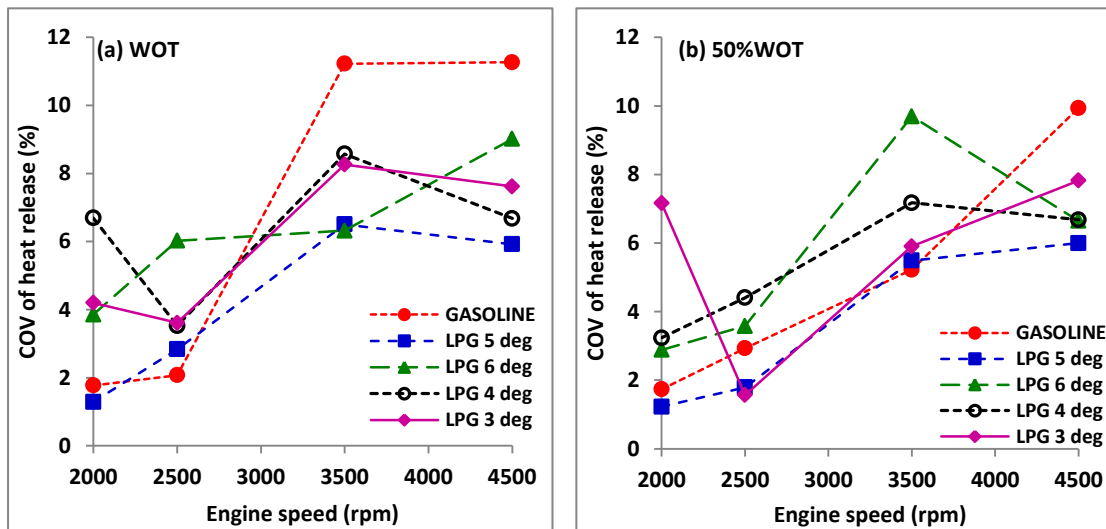 (a) WOT
COV of heat release (%)
12
10
8
6
4
2
0
2000 2500 3000 3500 4000 4500
Engine speed (rpm)
GASOLINE
LPG 5 deg
LPG 6 deg
LPG 4 deg
LPG 3 deg
(b) 50%WOT
COV of heat release (%)
12
10
8
6
4
2
0
2000 2500 3000 3500 4000 4500
Engine speed (rpm)
GASOLINE
LPG 5 deg
LPG 6 deg
LPG 4 deg
LPG 3 deg